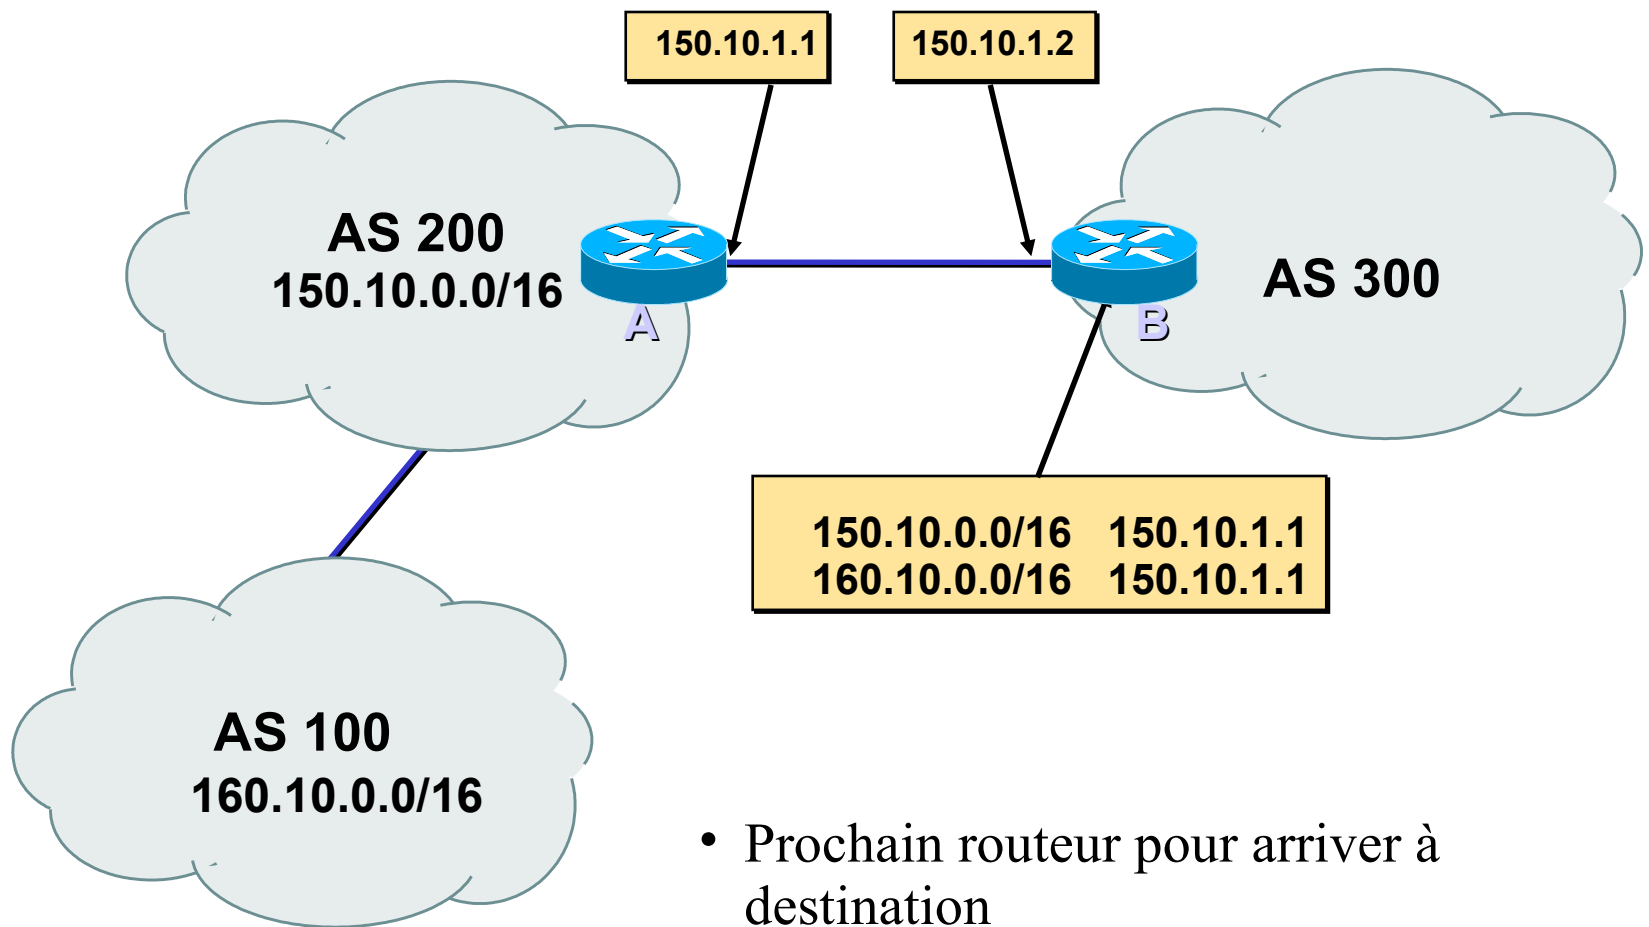 150.10.1.1
150.10.1.2
AS 200
150.10.0.0/16
AS 300
A
B
150.10.0.0/16 150.10.1.1
160.10.0.0/16 150.10.1.1
AS 100
160.10.0.0/16
• Prochain routeur pour arriver à
destination